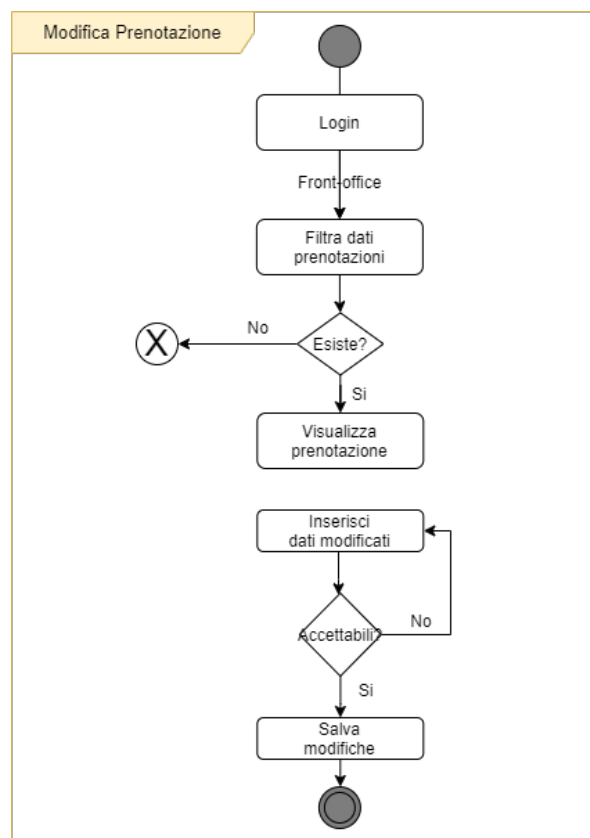 Modifica Prenotazione
Login
Front-office
Filtra dati
prenotazioni
Esiste?
No
X
Si
Visualizza
prenotazione
Inserisci
dati modificati
Accettabili?
No
Si
Salva
modifiche